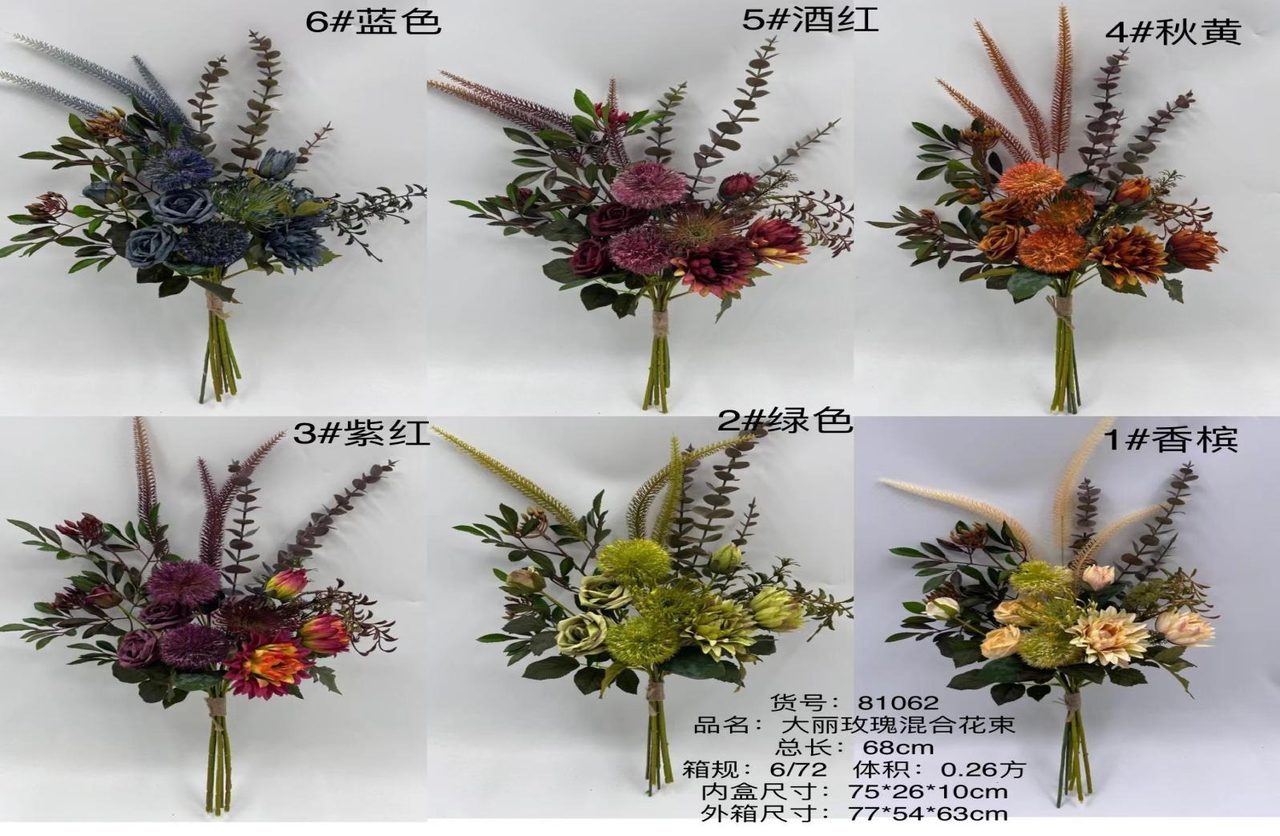 6#蓝色
5#酒红
4#秋黄
3#紫红
2#绿色
1#香槟
货号：81062
品名：大丽玫瑰混合花束
总长：68cm
箱规：6/72 体积：0.26方
内盒尺寸：75*26*10cm
外箱尺寸：77*54*63cm